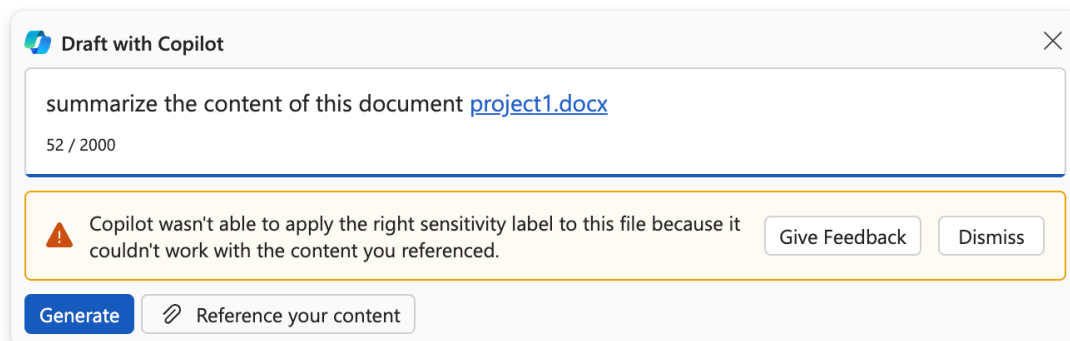 Draft with Copilot
summarize the content of this document project1.docx
52 / 2000
Copilot wasn't able to apply the right sensitivity label to this file because it
couldn't work with the content you referenced.
Give Feedback
Dismiss
Generate
Reference your content